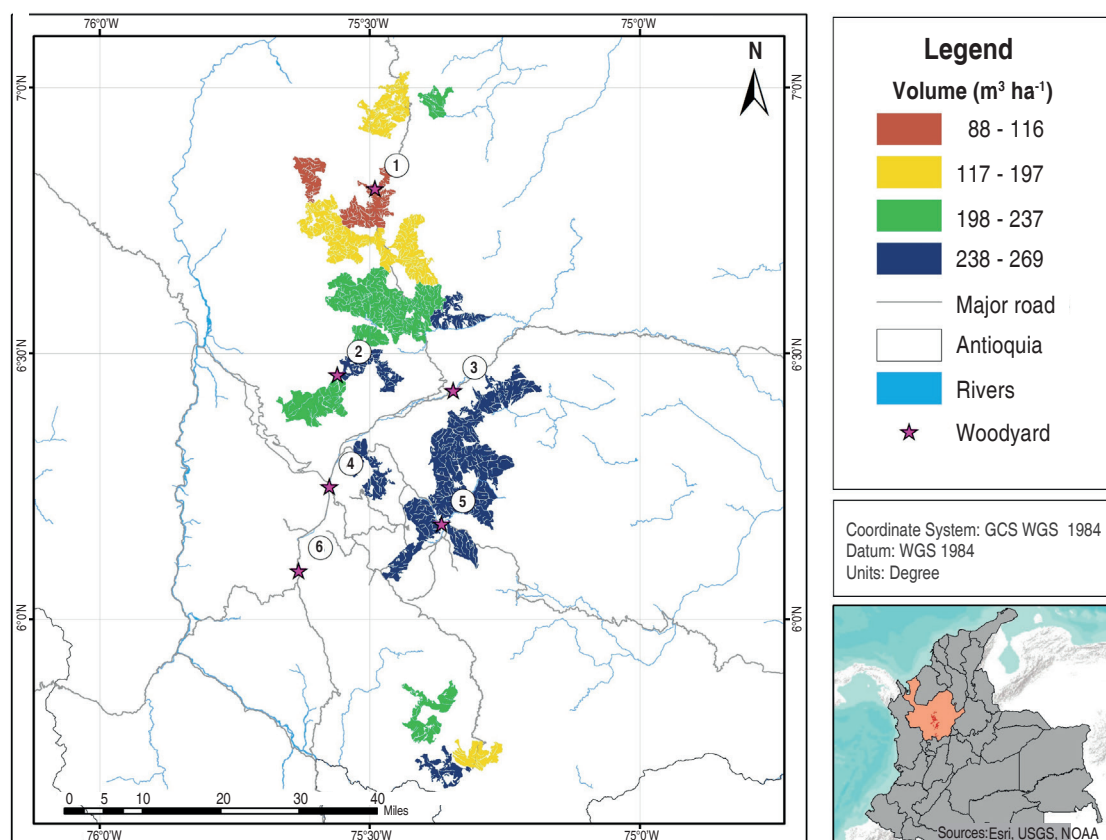 76°0'W 75°30'W 75°0'W
7°0'N 7°0'N
6°30'N 6°30'N
6°0'N 6°0'N
N
1
2
3
4
5
6
0 5 10 20 30 40
Miles
76°0'W 75°30'W 75°0'W
Legend
Volume (m³ ha⁻¹)
88 - 116
117 - 197
198 - 237
238 - 269
Major road
Antioquia
Rivers
Woodyard
Coordinate System: GCS WGS 1984
Datum: WGS 1984
Units: Degree
Sources:Esri, USGS, NOAA